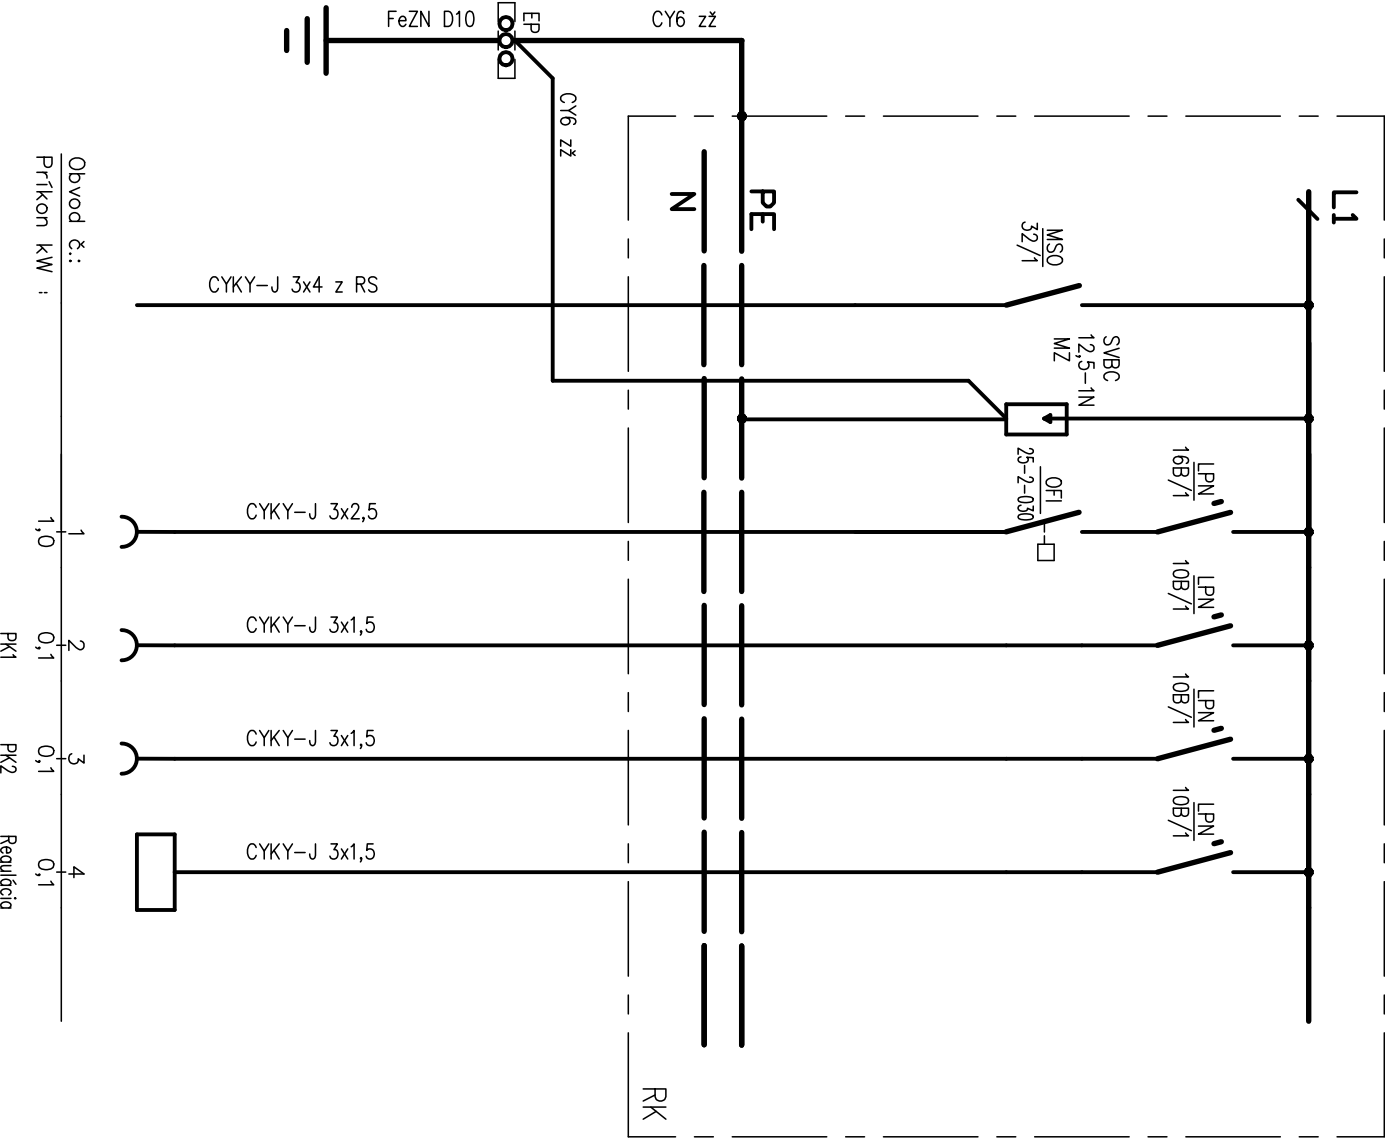 FeZN D10
EP
CY6 zž
CY6 zž
L1
PE
N
MSO
32/1
CYKY-J 3x4 z RS
SVBC
12,5-1N
MZ
LPN
16B/1
OFI
25-2-030
CYKY-J 3x2,5
LPN
10B/1
CYKY-J 3x1,5
LPN
10B/1
CYKY-J 3x1,5
LPN
10B/1
CYKY-J 3x1,5
RK
Obvod č.: 1 2 3 4
Príkon kW : 1,0 0,1 0,1 0,1
PK1 PK2 Regulácia